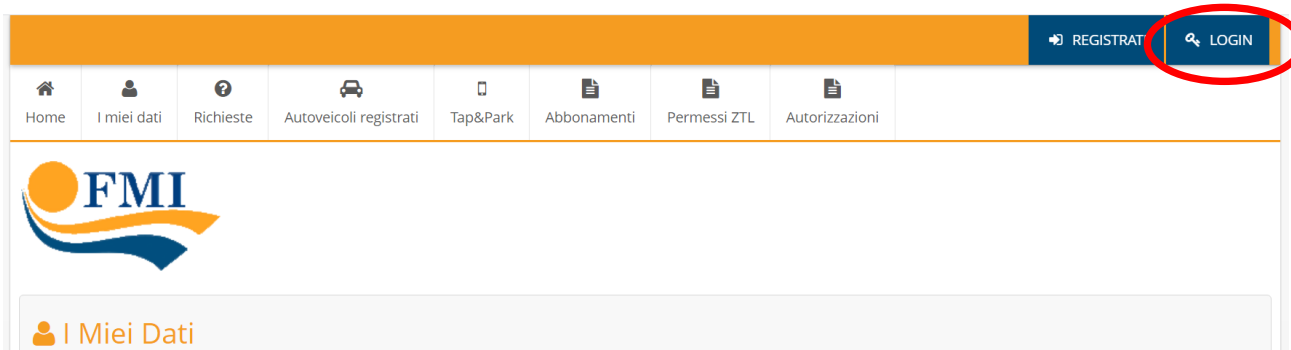 REGISTRATI LOGIN
Home I miei dati Richieste Autoveicoli registrati Tap&Park Abbonamenti Permessi ZTL Autorizzazioni
FMI
I Miei Dati